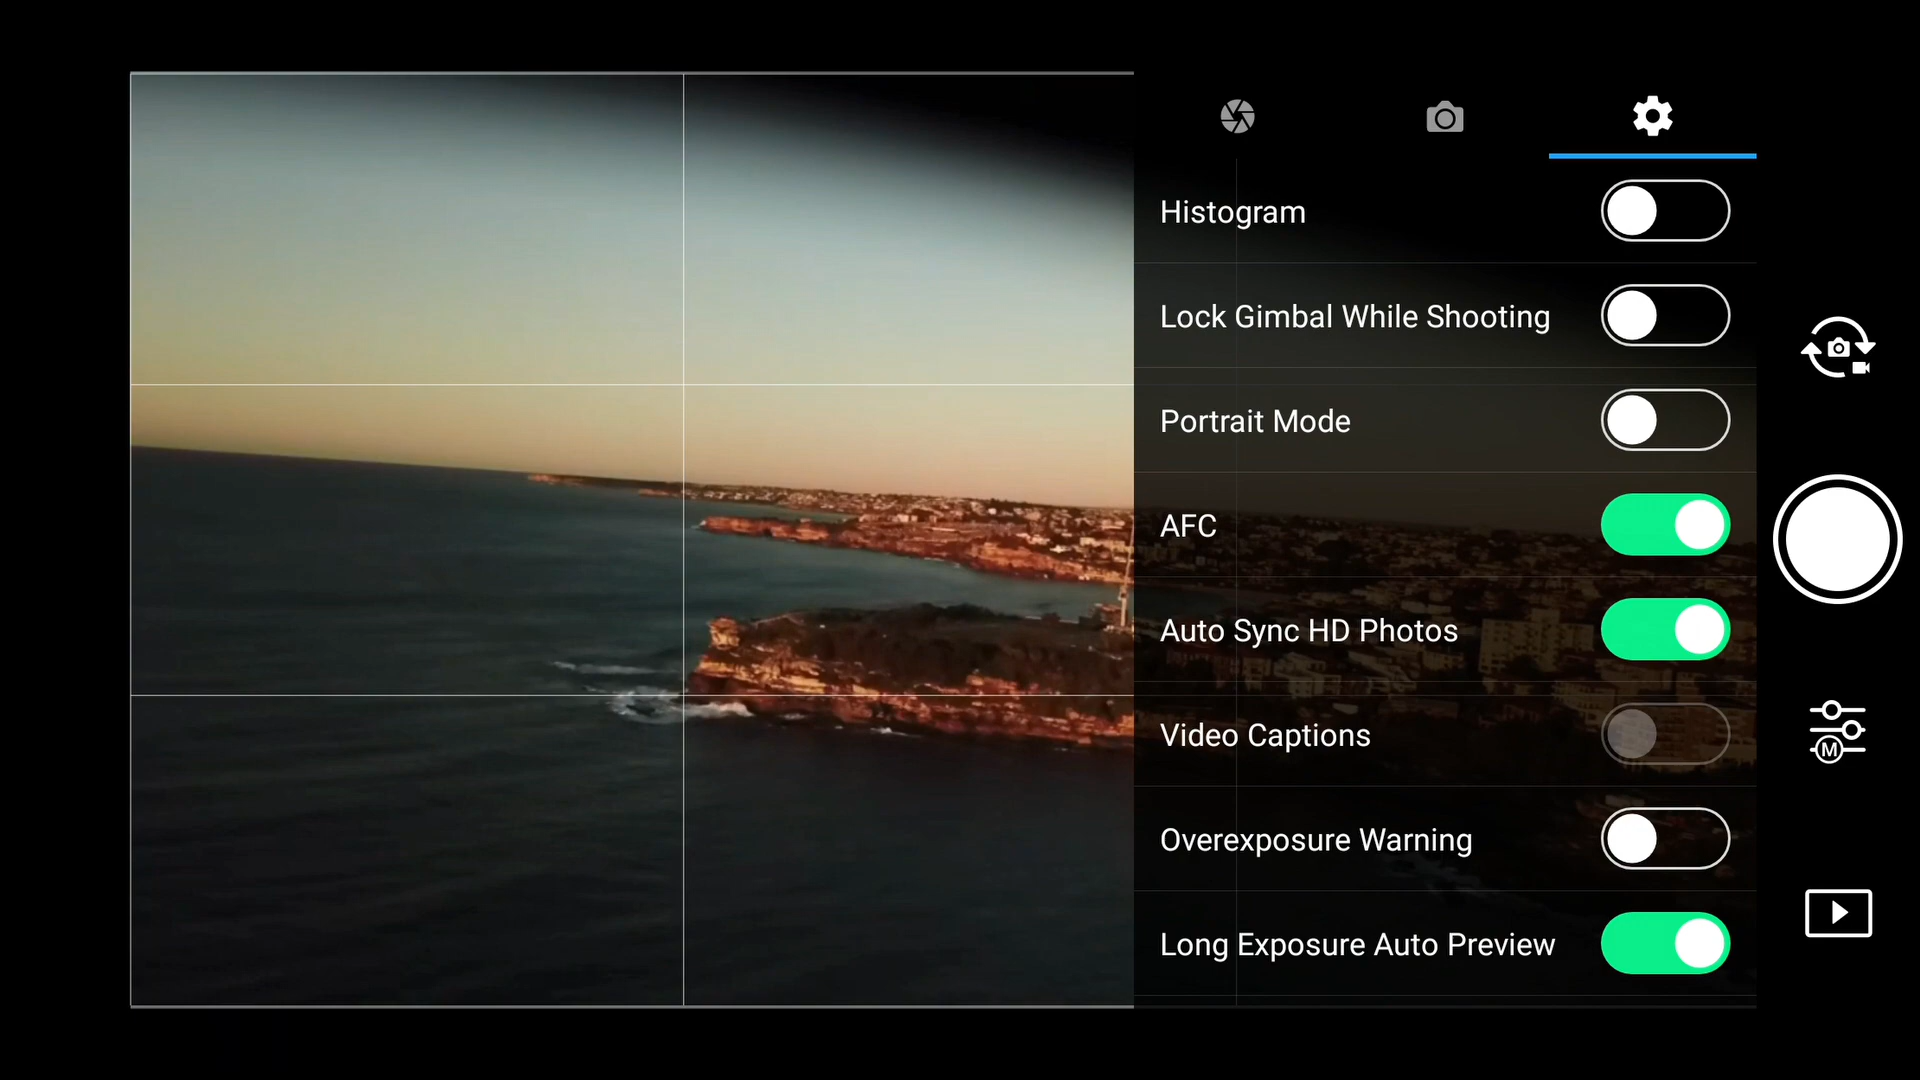 Histogram
Lock Gimbal While Shooting
Portrait Mode
AFC
Auto Sync HD Photos
Video Captions
M
Overexposure Warning
Long Exposure Auto Preview